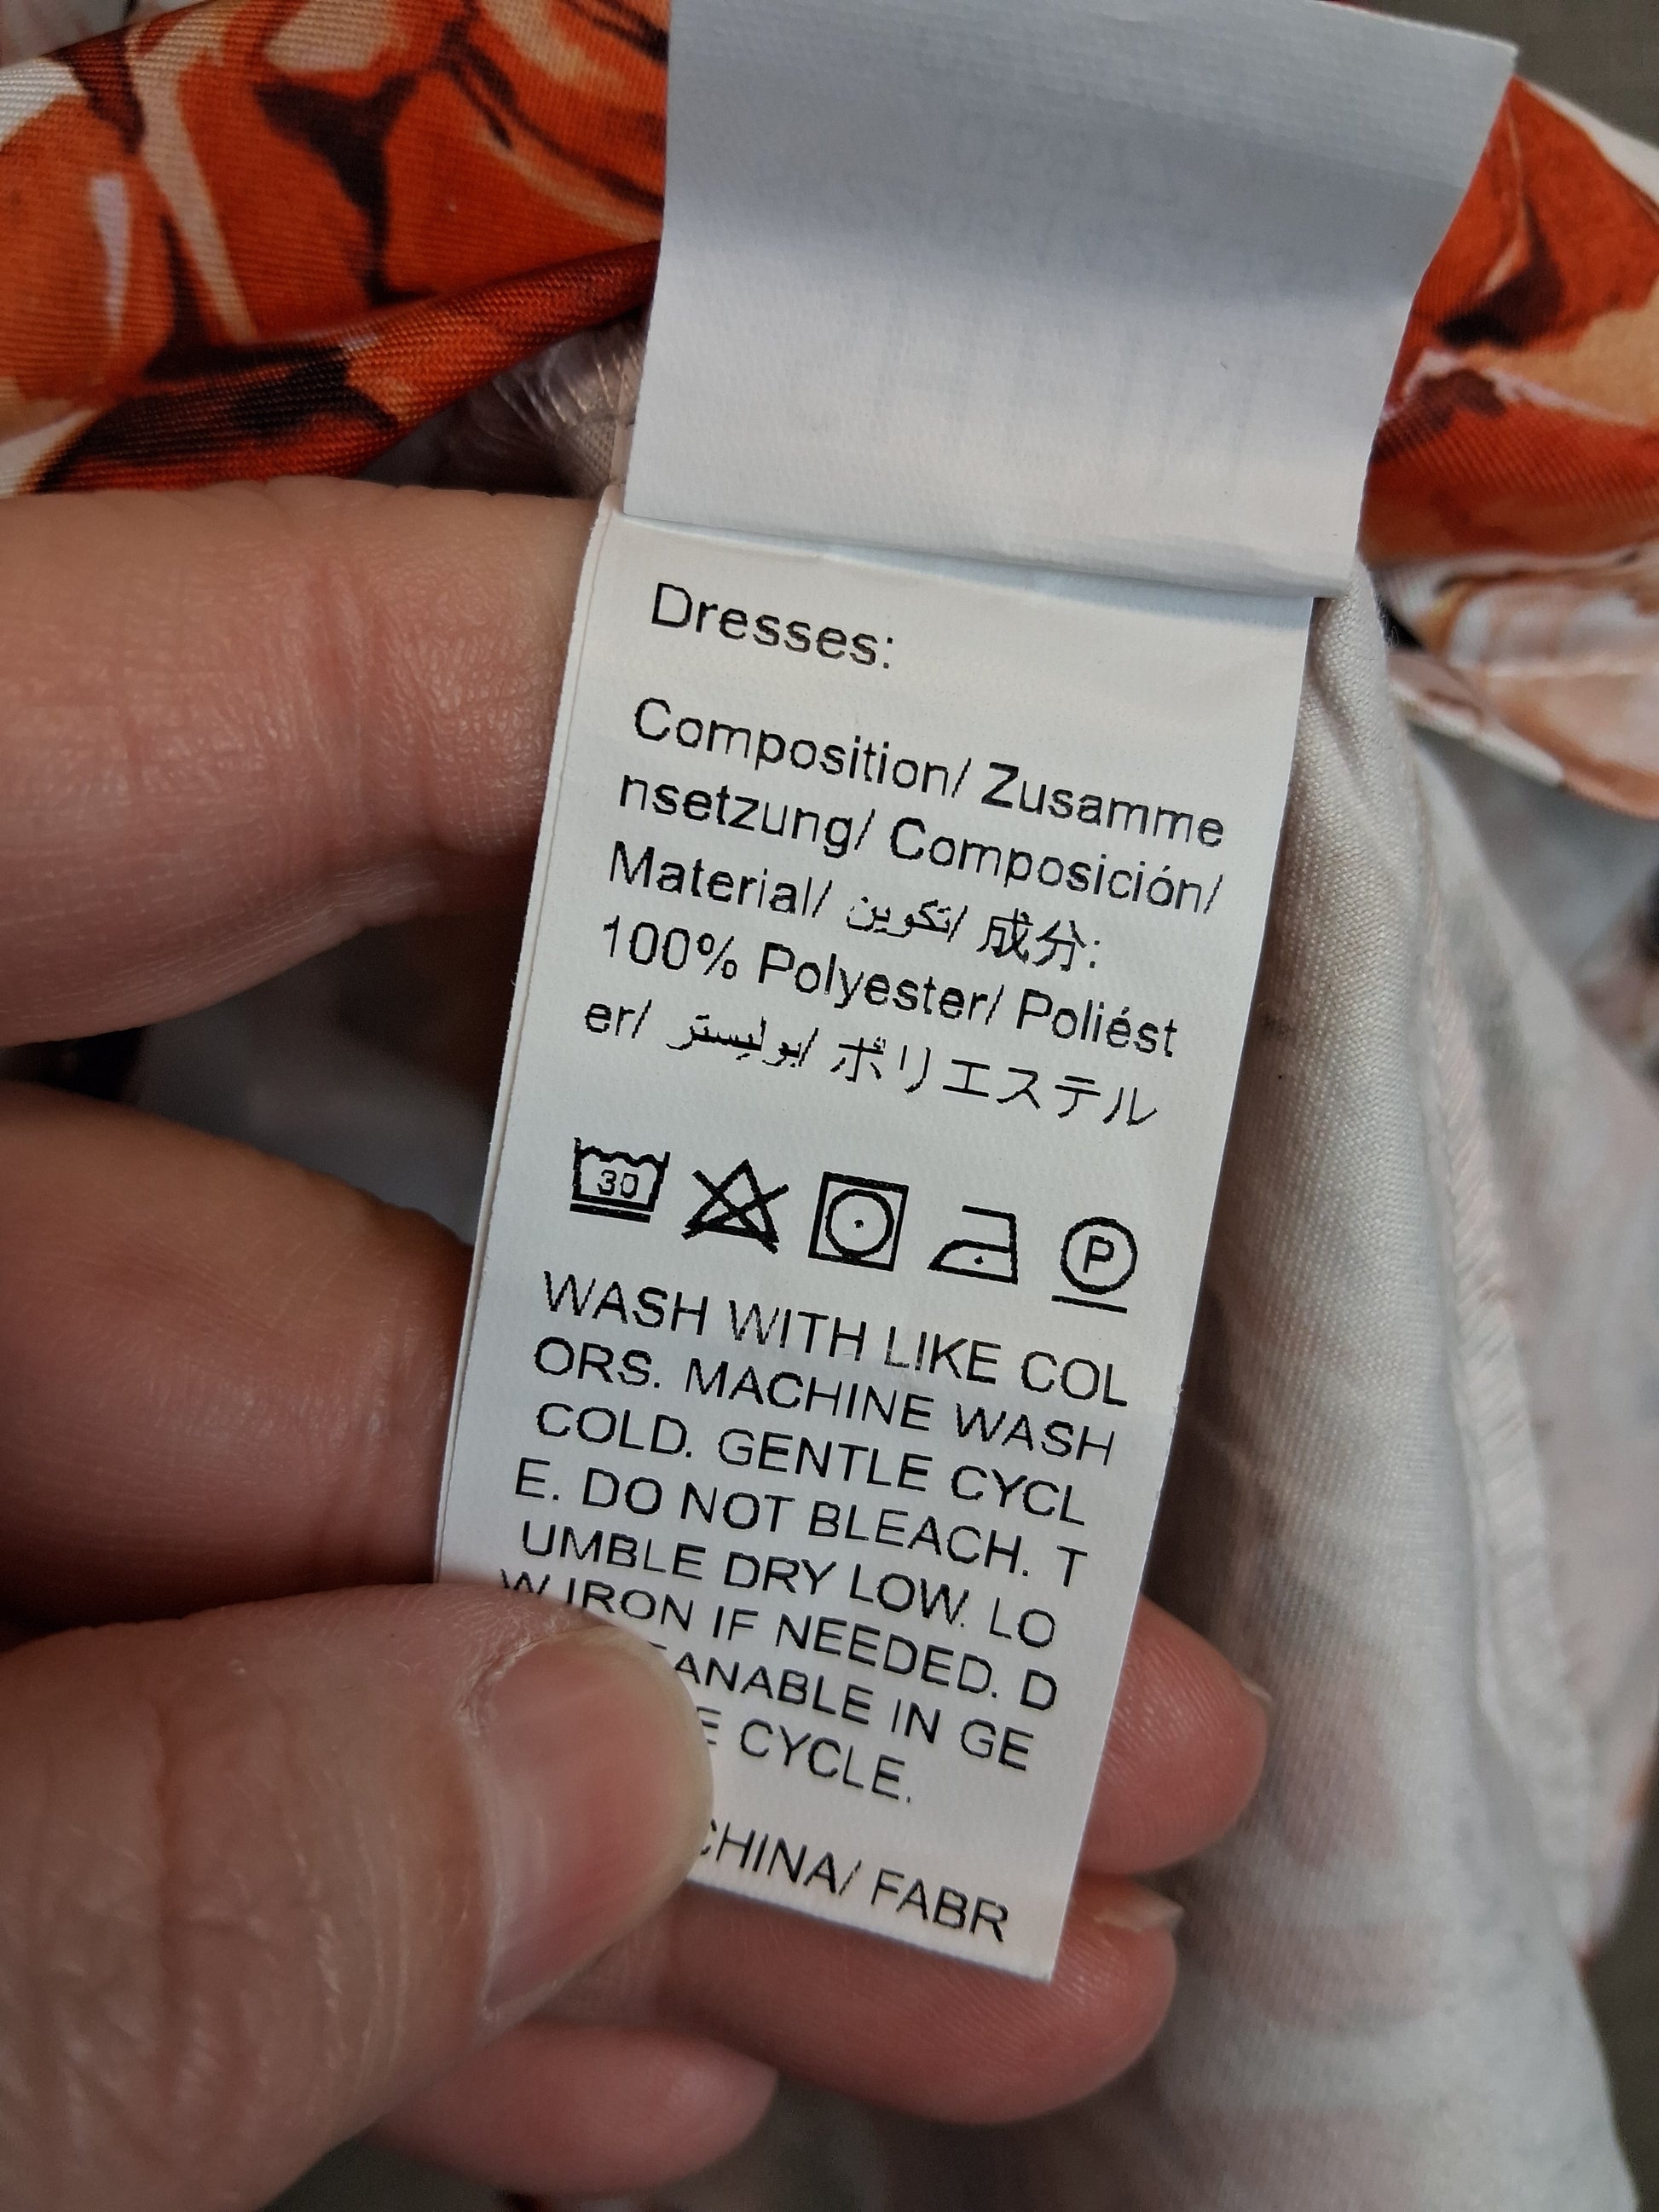 Dresses:
Composition/ Zusamme
nsetzung/ Composición/
Material/ تكوين/ 成分:
100% Polyester/ Poliést
er/ بوليستر/ ポリエステル
30
P
WASH WITH LIKE COL
ORS. MACHINE WASH
COLD. GENTLE CYCL
E. DO NOT BLEACH. T
UMBLE DRY LOW. LO
W IRON IF NEEDED. D
ANABLE IN GE
E CYCLE.
CHINA/ FABR